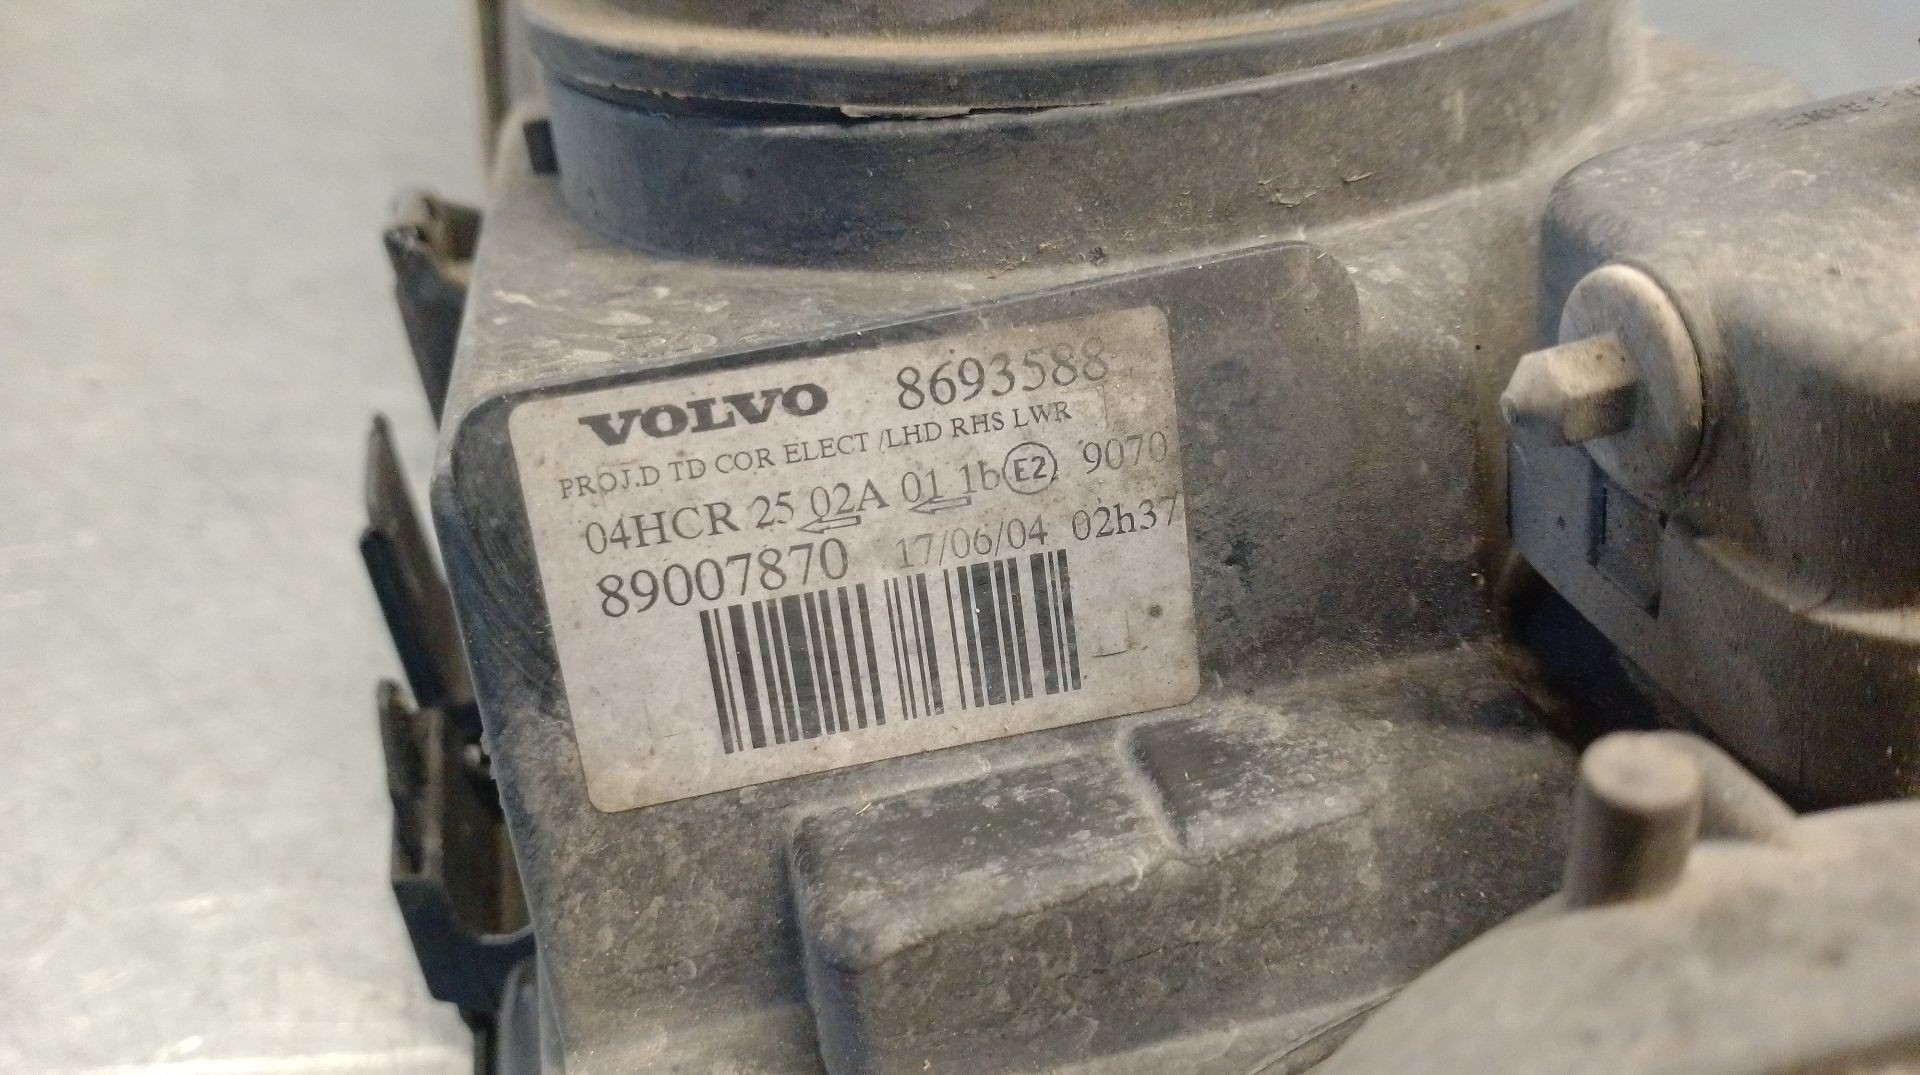 VOLVO 8693588
PROJ.D TD COR ELECT /LHD RHS LWR
04HCR 25 02A 01 1b E2 9070
89007870 17/06/04 02h37